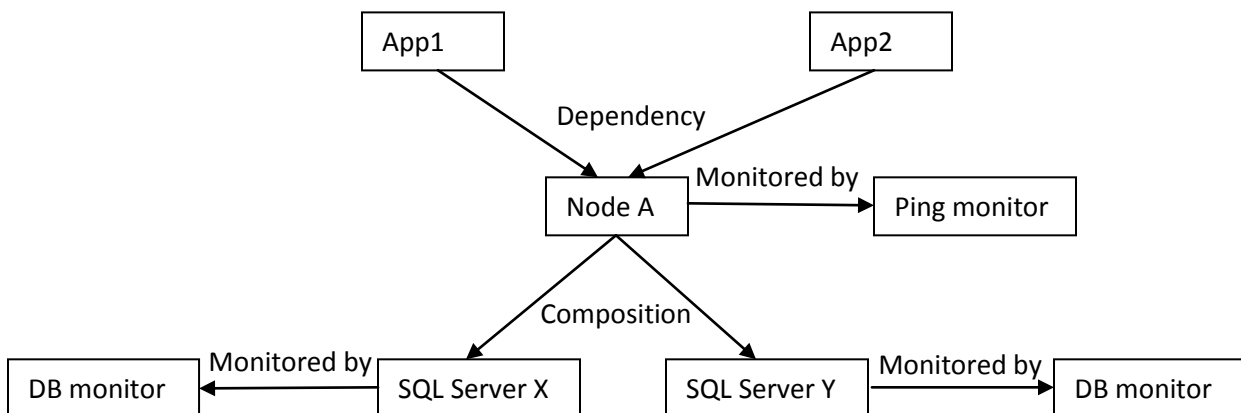 App1
App2
Dependency
Monitored by
Node A
Ping monitor
Composition
Monitored by
Monitored by
DB monitor
SQL Server X
SQL Server Y
DB monitor